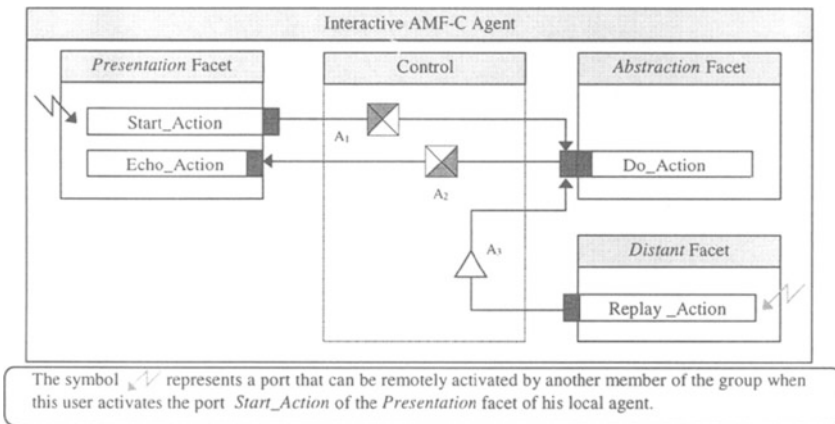 Interactive AMF-C Agent
Presentation Facet
Control
Abstraction Facet
Start_Action
A1
Echo_Action
A2
Do_Action
A3
Distant Facet
Replay _Action
The symbol represents a port that can be remotely activated by another member of the group when
this user activates the port Start_Action of the Presentation facet of his local agent.